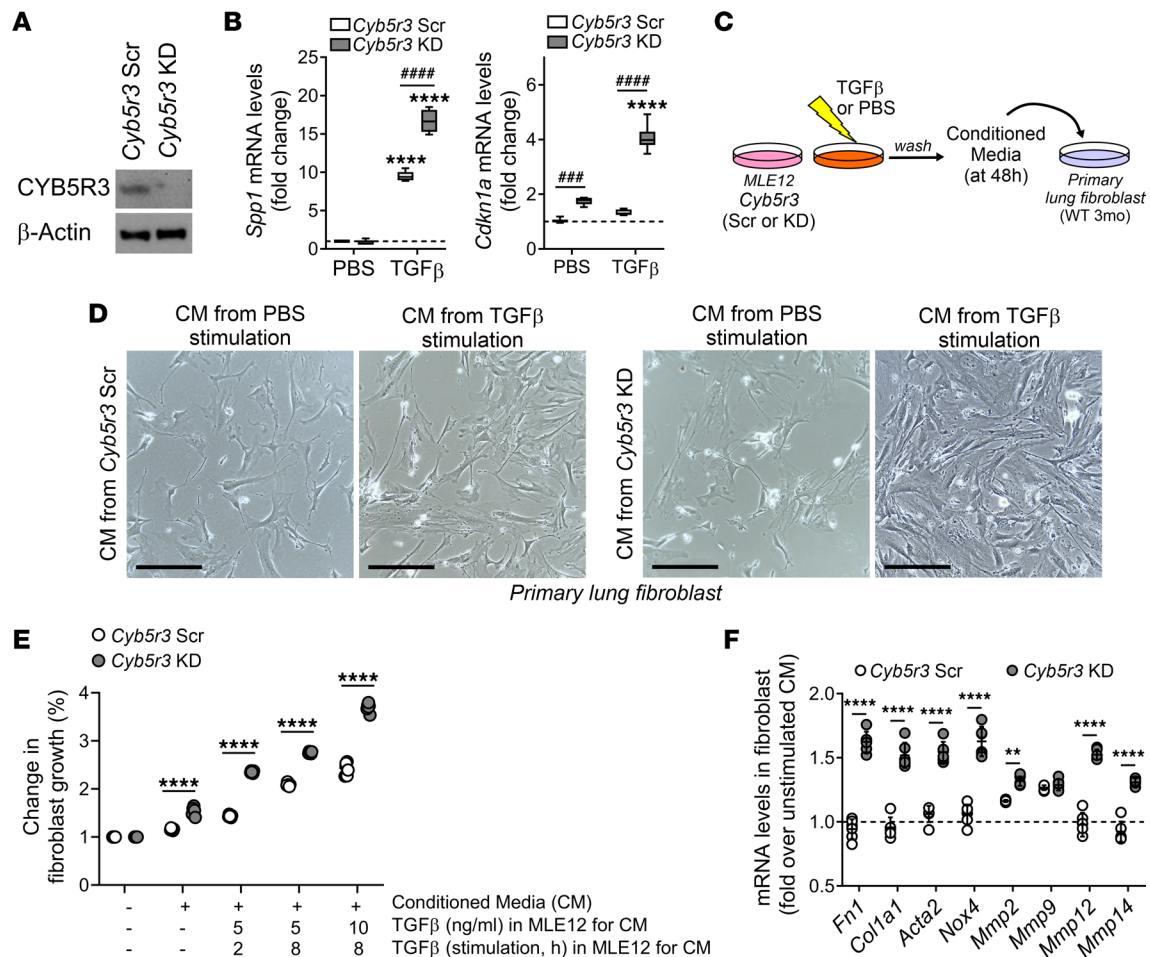 A
Cyb5r3 Scr
Cyb5r3 KD
CYB5R3
β-Actin
B
Cyb5r3 Scr
Cyb5r3 KD
Spp1 mRNA levels
(fold change)
25
20
15
10
5
0
####
****
****
PBS
TGFβ
Cyb5r3 Scr
Cyb5r3 KD
Cdkn1a mRNA levels
(fold change)
6
4
2
0
###
####
****
PBS
TGFβ
C
TGFβ
or PBS
wash
Conditioned
Media
(at 48h)
MLE12
Cyb5r3
(Scr or KD)
Primary
lung fibroblast
(WT 3mo)
D
CM from PBS
stimulation
CM from TGFβ
stimulation
CM from PBS
stimulation
CM from TGFβ
stimulation
CM from Cyb5r3 Scr
CM from Cyb5r3 KD
Primary lung fibroblast
E
Cyb5r3 Scr
Cyb5r3 KD
Change in
fibroblast growth (%)
4
3
2
1
0
****
****
****
****
- + + + + Conditioned Media (CM)
- - 5 5 10 TGFβ (ng/ml) in MLE12 for CM
- - 2 8 8 TGFβ (stimulation, h) in MLE12 for CM
F
Cyb5r3 Scr
Cyb5r3 KD
mRNA levels in fibroblast
(fold over unstimulated CM)
2.0
1.5
1.0
0.5
****
****
****
****
**
****
****
Fn1
Col1a1
Acta2
Nox4
Mmp2
Mmp9
Mmp12
Mmp14